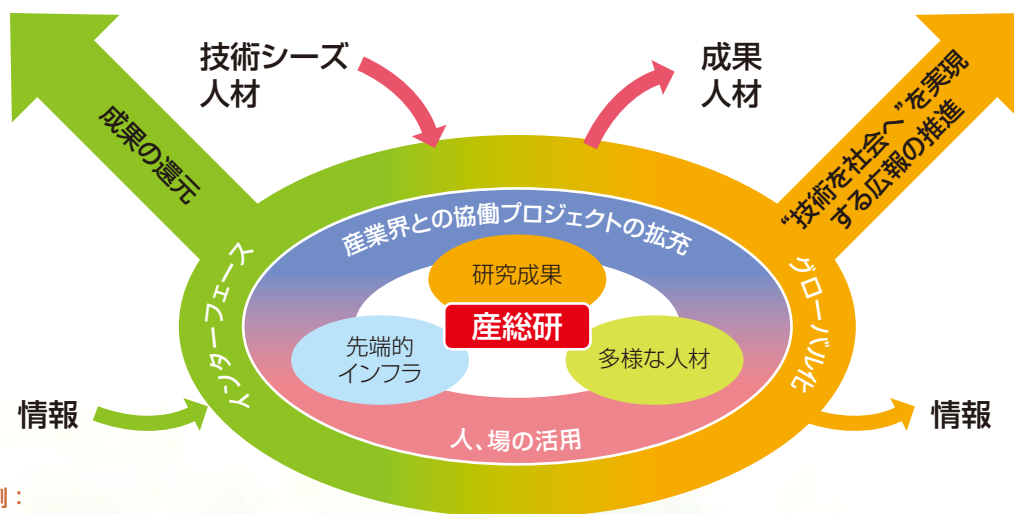 技術シーズ
人材
成果
人材
成果の還元
“技術を社会へ”を実現
する広報の推進
産業界との協働プロジェクトの拡充
研究成果
産総研
先端的
インフラ
多様な人材
インターフェース
グローバル化
人、場の活用
情報
情報